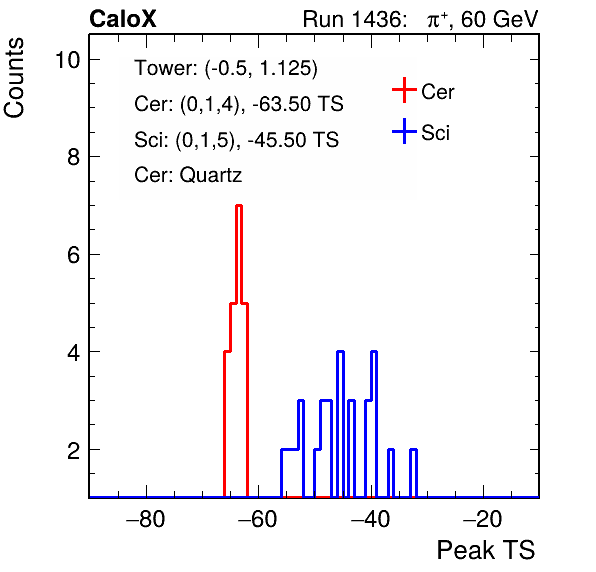 CaloX Run 1436: π⁺, 60 GeV
Counts
Tower: (-0.5, 1.125)
Cer: (0,1,4), -63.50 TS
Sci: (0,1,5), -45.50 TS
Cer: Quartz
Cer
Sci
10
8
6
4
2
−80 −60 −40 −20
Peak TS